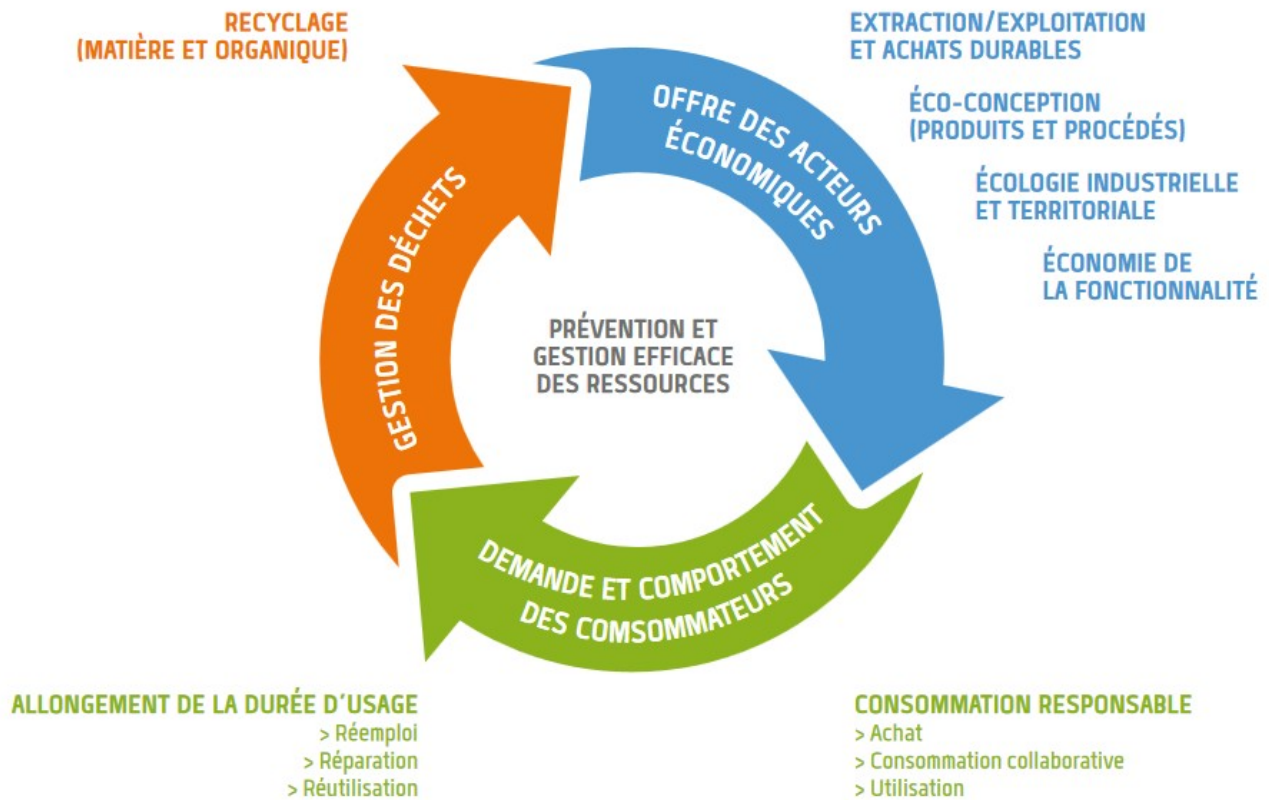 RECYCLAGE
(MATIÈRE ET ORGANIQUE)
EXTRACTION/EXPLOITATION
ET ACHATS DURABLES
ÉCO-CONCEPTION
(PRODUITS ET PROCÉDÉS)
ÉCOLOGIE INDUSTRIELLE
ET TERRITORIALE
ÉCONOMIE DE
LA FONCTIONNALITÉ
OFFRE DES ACTEURS
ÉCONOMIQUES
GESTION DES DÉCHETS
PRÉVENTION ET
GESTION EFFICACE
DES RESSOURCES
DEMANDE ET COMPORTEMENT
DES COMSOMMATEURS
ALLONGEMENT DE LA DURÉE D'USAGE
> Réemploi
> Réparation
> Réutilisation
CONSOMMATION RESPONSABLE
> Achat
> Consommation collaborative
> Utilisation